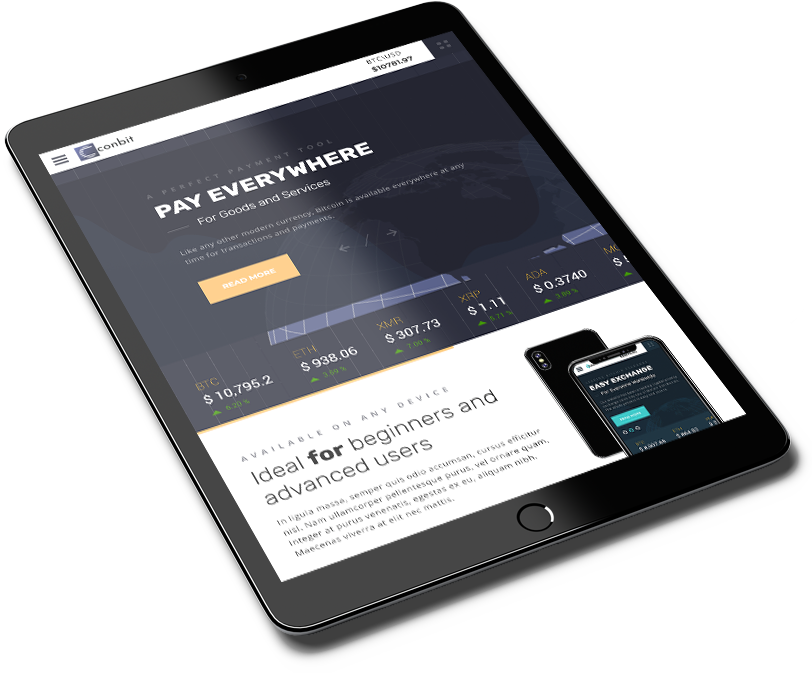 BTC\USD
$10781.97
conbit
A PERFECT PAYMENT TOOL
PAY EVERYWHERE
For Goods and Services
Like any other modern currency, Bitcoin is available everywhere at any
time for transactions and payments.
READ MORE
BTC
$ 10,795.2
6.20 %
ETH
$ 938.06
XMR
$ 307.73
7.00 %
XRP
$ 1.11
5.71 %
ADA
$ 0.3740
3.89 %
AVAILABLE ON ANY DEVICE
Ideal for beginners and
advanced users
In ligula massa, semper quis odio accumsan, cursus efficitur
nisl. Nam ullamcorper pellentesque purus, vel ornare quam.
Integer at purus venenatis, egestas ex eu, aliquam nibh.
Maecenas viverra at elit nec mattis.
EASY EXCHANGE
For Everyone Worldwide